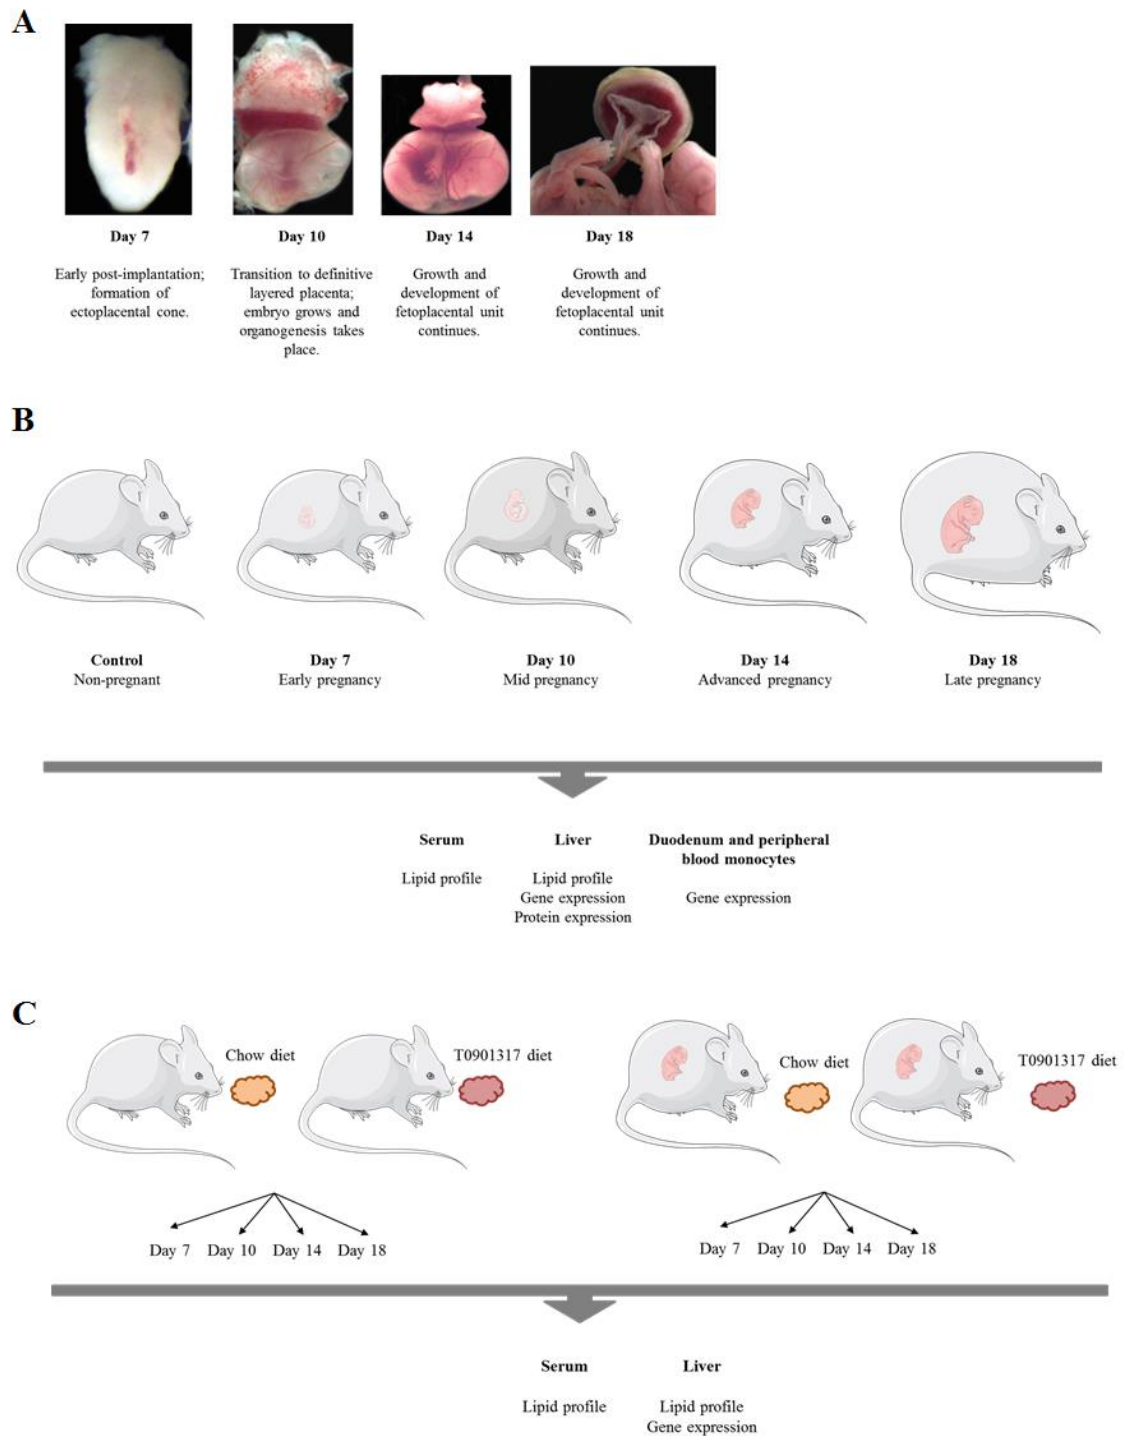 A
Day 7
Early post-implantation;
formation of
ectoplacental cone.
Day 10
Transition to definitive
layered placenta;
embryo grows and
organogenesis takes
place.
Day 14
Growth and
development of
fetoplacental unit
continues.
Day 18
Growth and
development of
fetoplacental unit
continues.
B
Control
Non-pregnant
Day 7
Early pregnancy
Day 10
Mid pregnancy
Day 14
Advanced pregnancy
Day 18
Late pregnancy
Serum
Lipid profile
Liver
Lipid profile
Gene expression
Protein expression
Duodenum and peripheral
blood monocytes
Gene expression
C
Chow diet
T0901317 diet
Chow diet
T0901317 diet
Day 7 Day 10 Day 14 Day 18
Day 7 Day 10 Day 14 Day 18
Serum
Lipid profile
Liver
Lipid profile
Gene expression